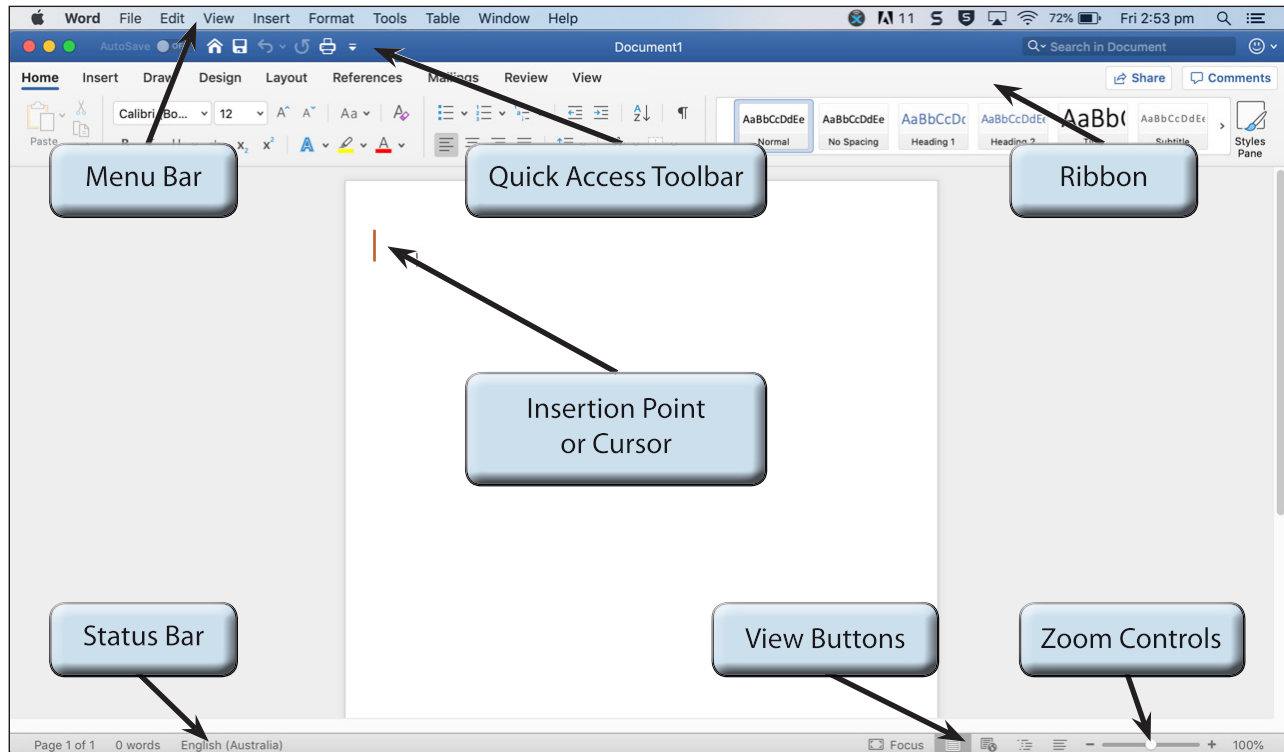 Word File Edit View Insert Format Tools Table Window Help 11 72% Fri 2:53 pm
AutoSave Document1 Search in Document
Home Insert Draw Design Layout References Mailings Review View Share Comments
Calibri Bo... 12 Aa
AaBbCcDdEe AaBbCcDdEe AaBbCcDc AaBbCcDdEe AaBb( AaBbCcDdEe
Paste Normal No Spacing Heading 1 Heading 2 Subtitle Styles
Pane
Menu Bar
Quick Access Toolbar
Ribbon
Insertion Point
or Cursor
Status Bar
View Buttons
Zoom Controls
Page 1 of 1 0 words English (Australia) Focus 100%